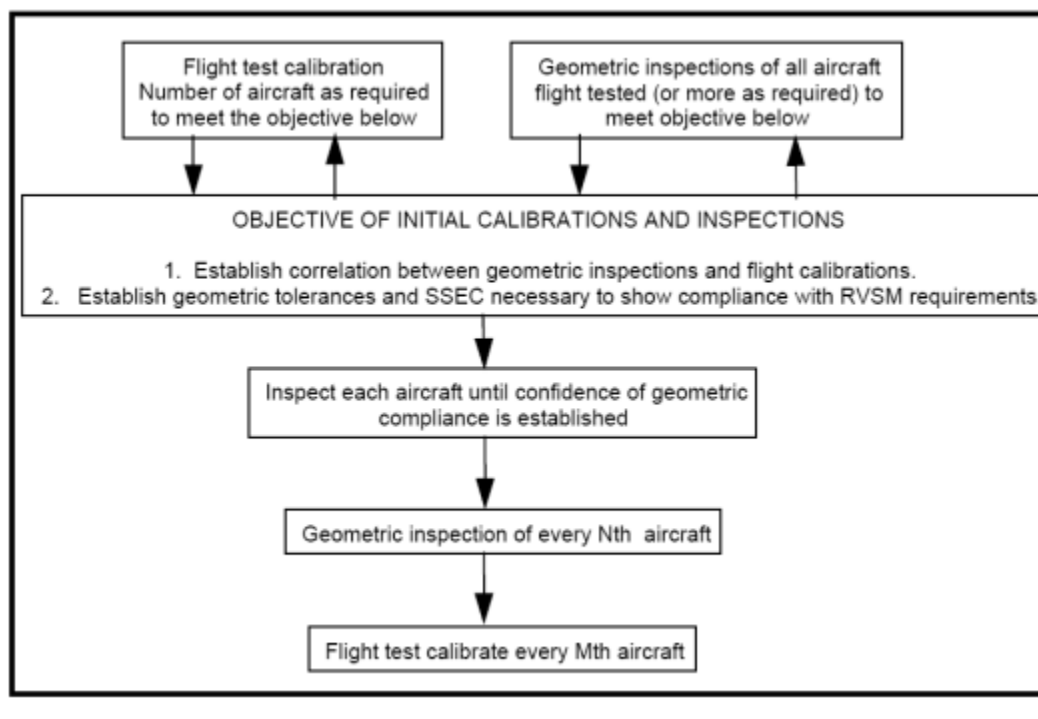 Flight test calibration
Number of aircraft as required
to meet the objective below
Geometric inspections of all aircraft
flight tested (or more as required) to
meet objective below
OBJECTIVE OF INITIAL CALIBRATIONS AND INSPECTIONS
1. Establish correlation between geometric inspections and flight calibrations.
2. Establish geometric tolerances and SSEC necessary to show compliance with RVSM requirements
Inspect each aircraft until confidence of geometric
compliance is established
Geometric inspection of every Nth aircraft
Flight test calibrate every Mth aircraft